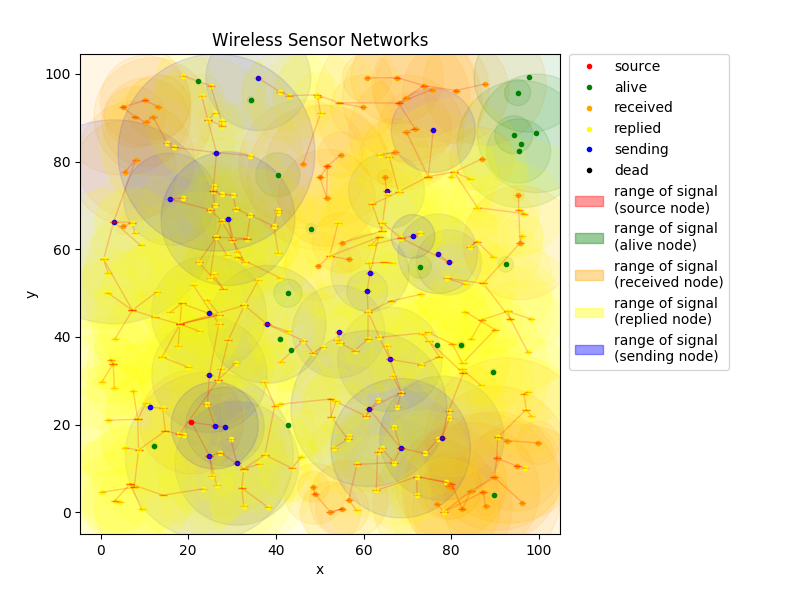 Wireless Sensor Networks
100
80
60
40
20
0
y
0 20 40 60 80 100
x
source
alive
received
replied
sending
dead
range of signal
(source node)
range of signal
(alive node)
range of signal
(received node)
range of signal
(replied node)
range of signal
(sending node)